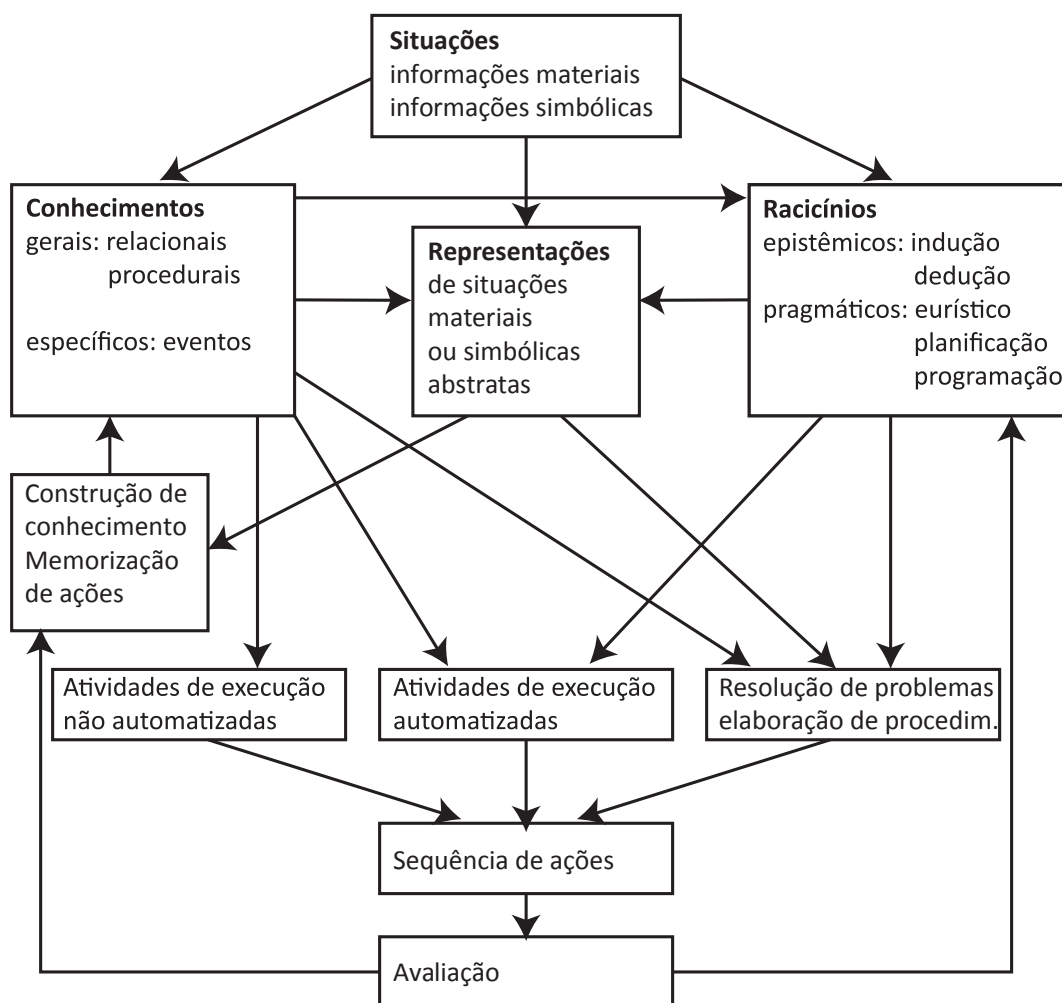 Situações
informações materiais
informações simbólicas
Conhecimentos
gerais: relacionais
procedurais
específicos: eventos
Representações
de situações
materiais
ou simbólicas
abstratas
Racicínios
epistêmicos: indução
dedução
pragmáticos: eurístico
planificação
programação
Construção de
conhecimento
Memorização
de ações
Atividades de execução
não automatizadas
Atividades de execução
automatizadas
Resolução de problemas
elaboração de procedim.
Sequência de ações
Avaliação